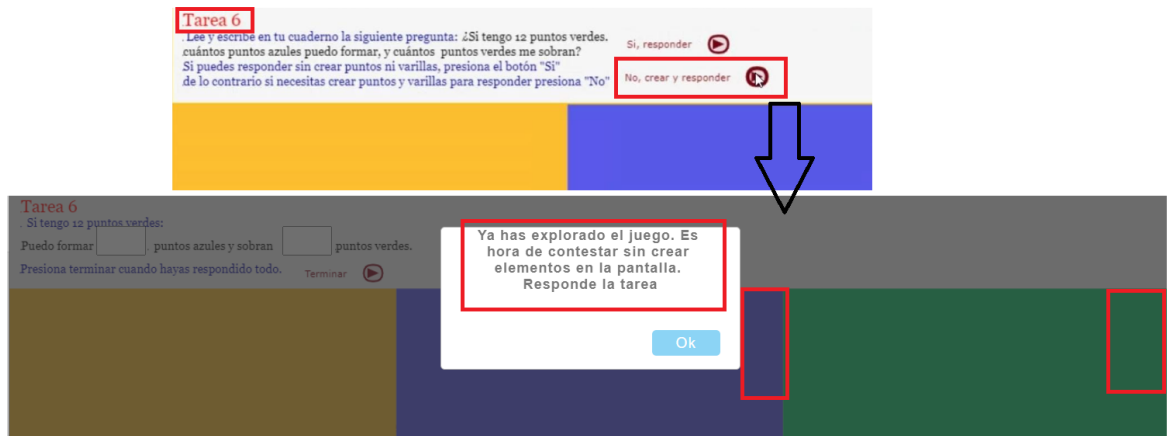 Tarea 6
. Lee y escribe en tu cuaderno la siguiente pregunta: ¿Si tengo 12 puntos verdes.
cuántos puntos azules puedo formar, y cuántos puntos verdes me sobran?
Si puedes responder sin crear puntos ni varillas, presiona el botón "Si"
de lo contrario si necesitas crear puntos y varillas para responder presiona "No"
Si, responder
No, crear y responder
Tarea 6
. Si tengo 12 puntos verdes:
Puedo formar . puntos azules y sobran puntos verdes.
Presiona terminar cuando hayas respondido todo.
Terminar
Ya has explorado el juego. Es
hora de contestar sin crear
elementos en la pantalla.
Responde la tarea
Ok